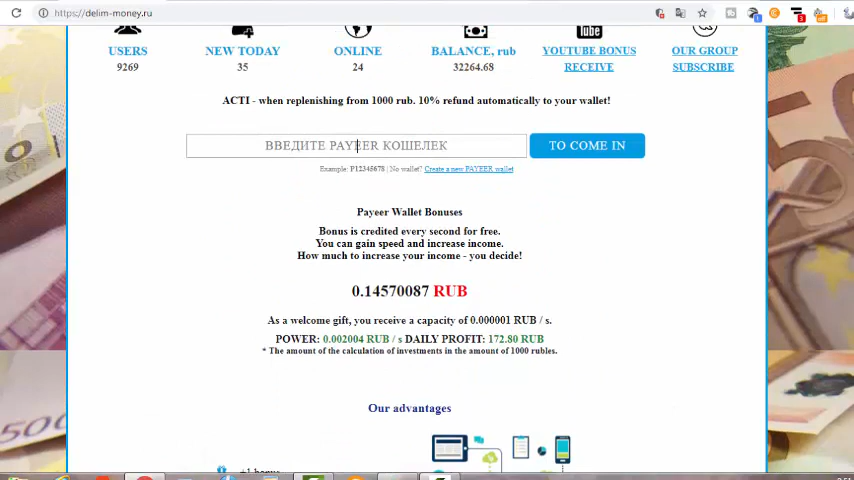 https://delim-money.ru
Tube
USERS NEW TODAY ONLINE BALANCE, rub YOUTUBE BONUS OUR GROUP
9269 35 24 32264.68 RECEIVE SUBSCRIBE
ACTI - when replenishing from 1000 rub. 10% refund automatically to your wallet!
ВВЕДИТЕ PAYEER КОШЕЛЕК TO COME IN
Example: P12345678 | No wallet? Create a new PAYEER wallet
Payeer Wallet Bonuses
Bonus is credited every second for free.
You can gain speed and increase income.
How much to increase your income - you decide!
0.14570087 RUB
As a welcome gift, you receive a capacity of 0.000001 RUB / s.
POWER: 0.002004 RUB / s DAILY PROFIT: 172.80 RUB
* The amount of the calculation of investments in the amount of 1000 rubles.
Our advantages
+1 bonus